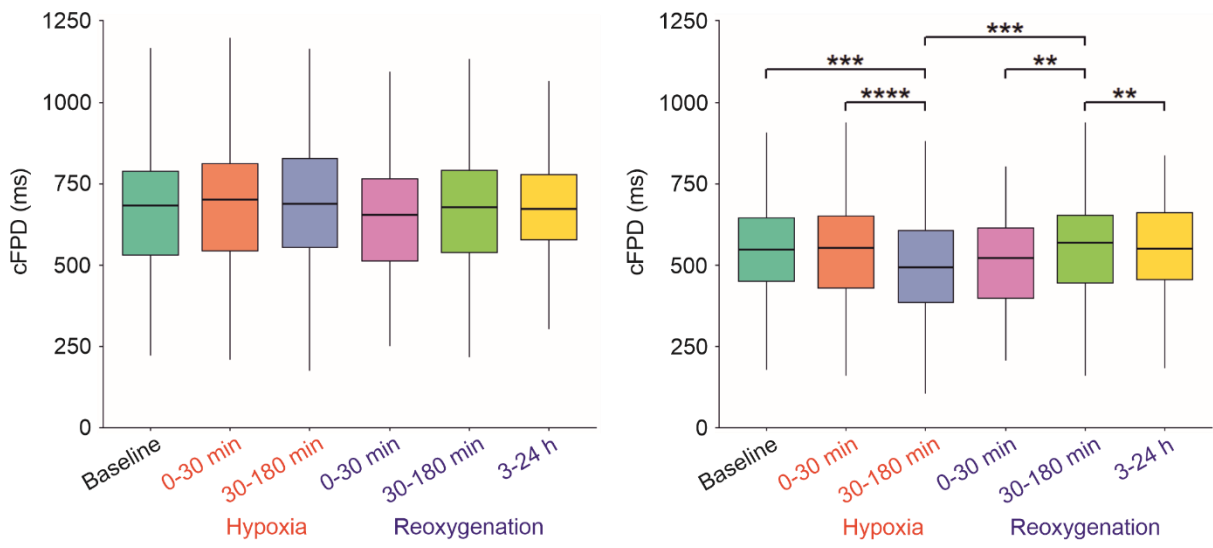 1250
1000
750
500
250
0
cFPD (ms)
Baseline
0-30 min
30-180 min
0-30 min
30-180 min
3-24 h
Hypoxia
Reoxygenation
1250
1000
750
500
250
0
cFPD (ms)
***
***
**
****
**
Baseline
0-30 min
30-180 min
0-30 min
30-180 min
3-24 h
Hypoxia
Reoxygenation